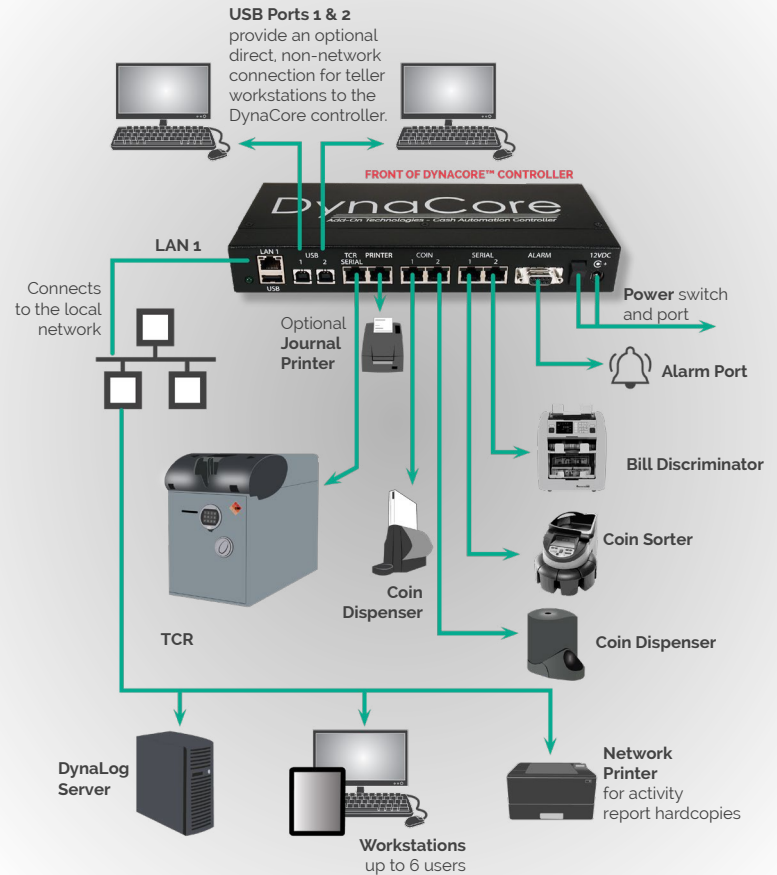 USB Ports 1 & 2
provide an optional
direct, non-network
connection for teller
workstations to the
DynaCore controller.
FRONT OF DYNACORE™ CONTROLLER
DynaCore
Add-On Technologies - Cash Automation Controller
LAN 1
USB
1 2
TCR
SERIAL
PRINTER
COIN
1 2
SERIAL
1 2
ALARM
12VDC
USB
LAN 1
Connects
to the local
network
Optional
Journal
Printer
Power switch
and port
Alarm Port
Bill Discriminator
Coin Sorter
Coin
Dispenser
Coin Dispenser
TCR
DynaLog
Server
Workstations
up to 6 users
Network
Printer
for activity
report hardcopies